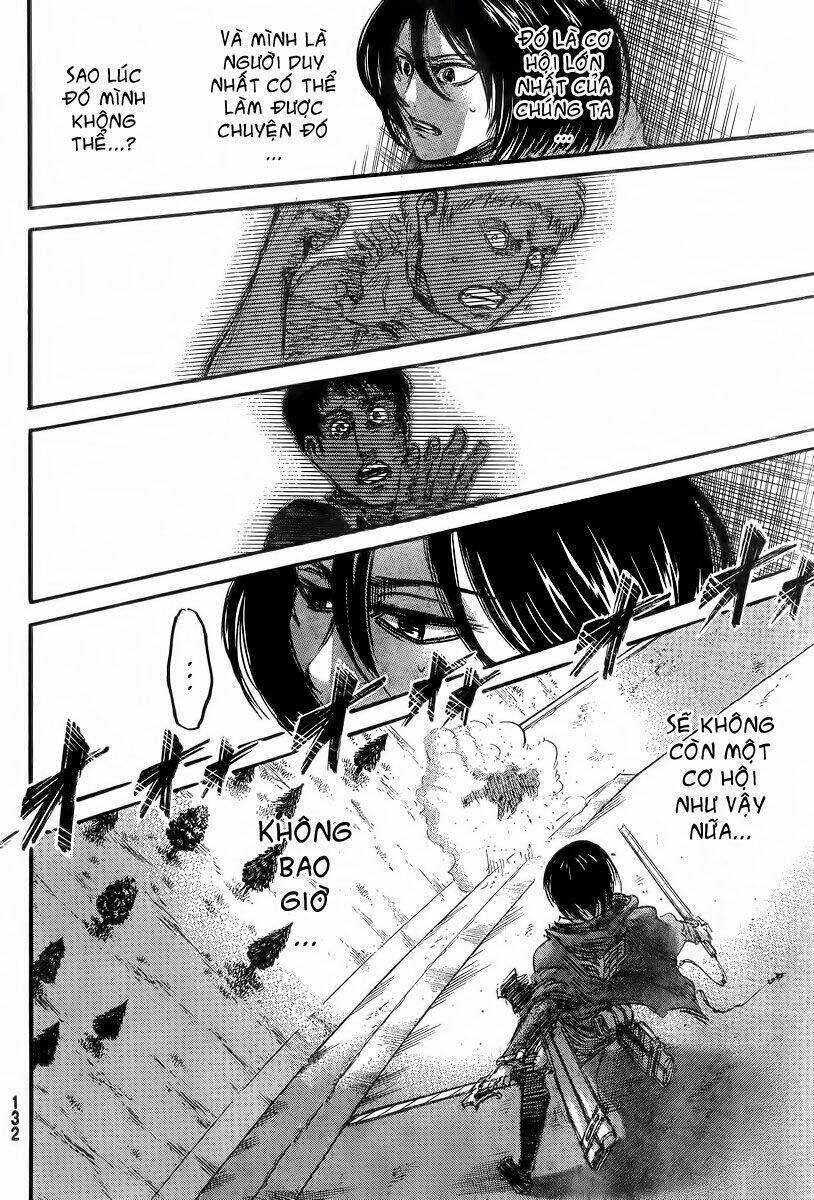 ĐÓ LÀ CƠ
HỘI LỚN
NHẤT CỦA
CHÚNG TA
...
VÀ MÌNH LÀ
NGƯỜI DUY
NHẤT CÓ THỂ
LÀM ĐƯỢC
CHUYỆN ĐÓ
...
SAO LÚC
ĐÓ MÌNH
KHÔNG
THỂ...?
...
SẼ KHÔNG
CÒN MỘT
CƠ HỘI
NHƯ VẬY
NỮA...
KHÔNG
BAO
GIỜ
...
132